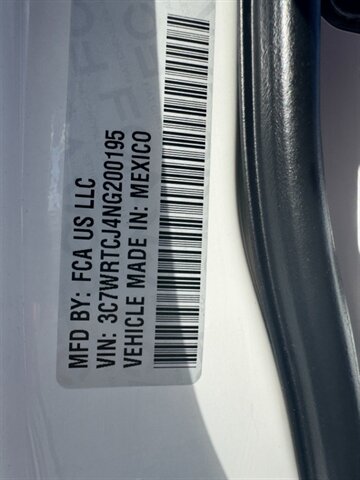 MFD BY: FCA US LLC
VIN: 3C7WRTCJ4NG200195
VEHICLE MADE IN: MEXICO